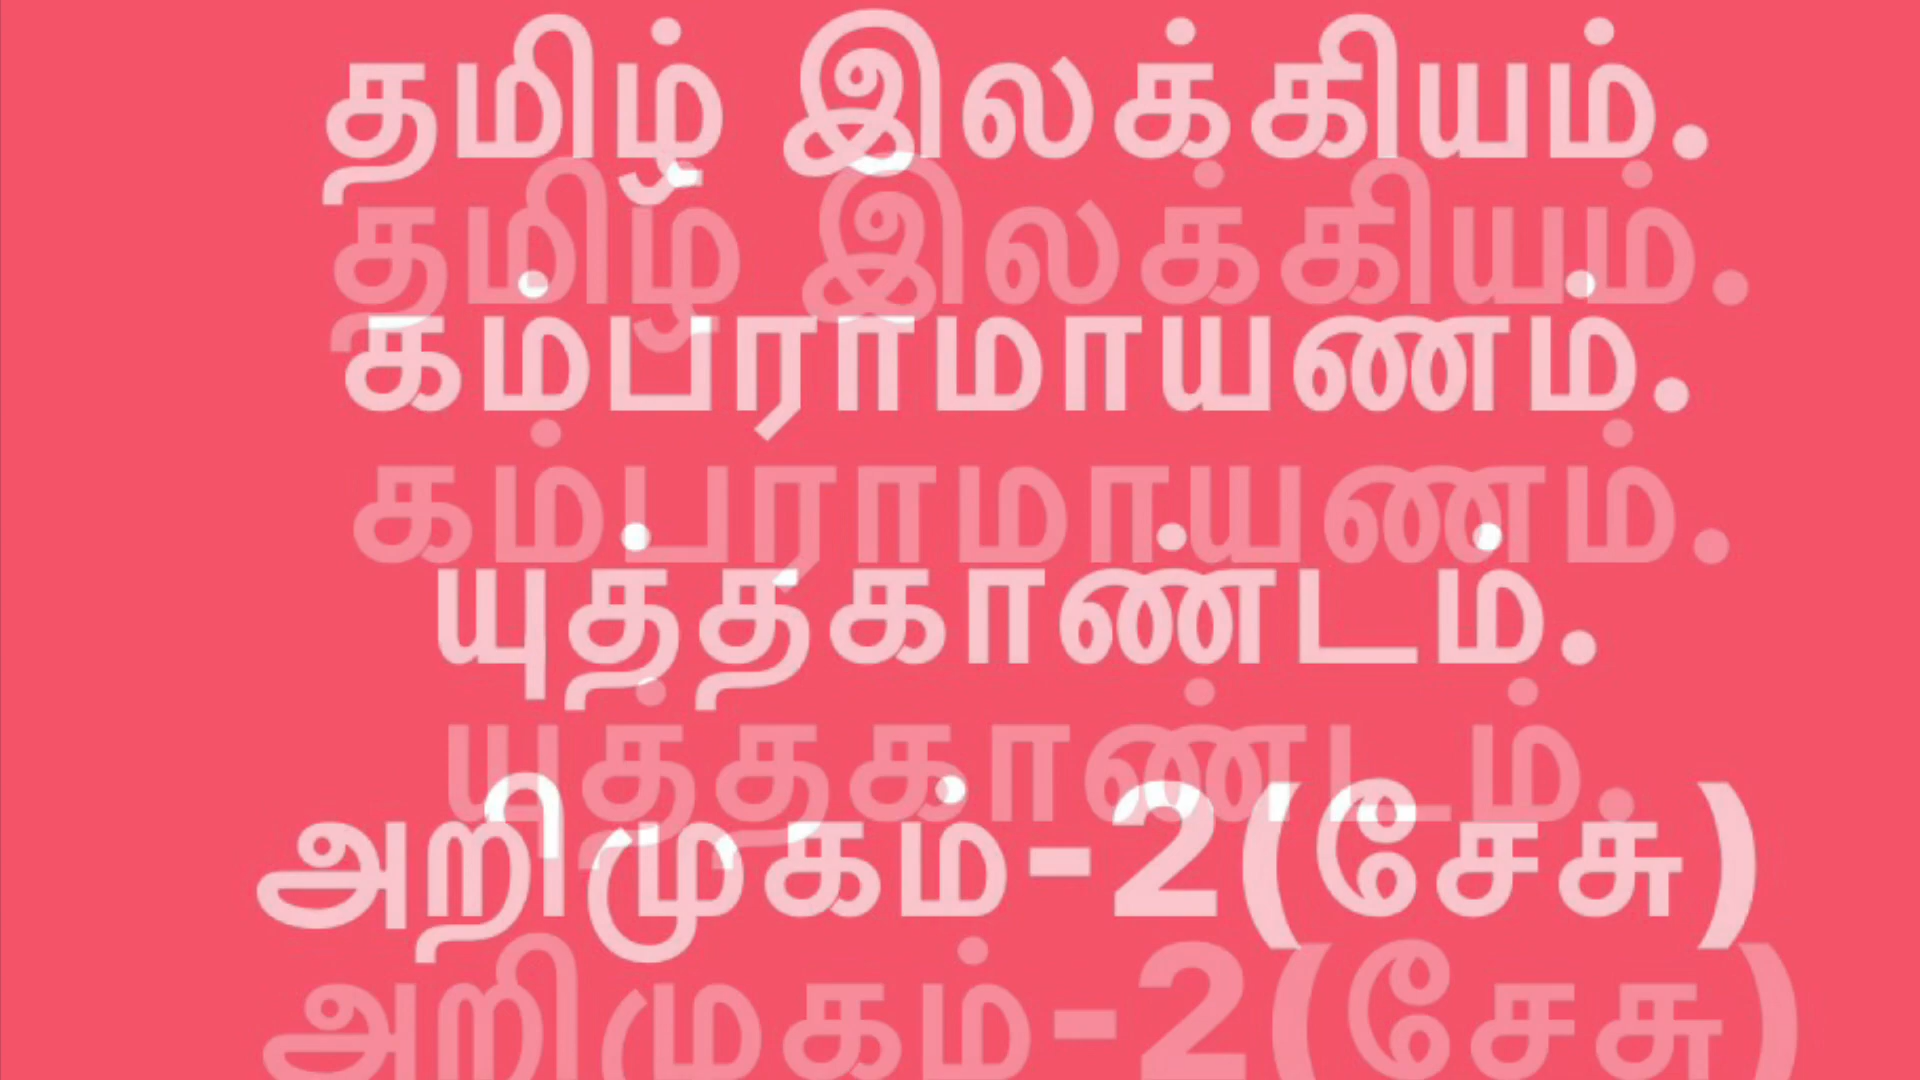 தமிழ் இலக்கியம்.
தமிழ் இலக்கியம்.
கம்பராமாயணம்.
கம்பராமாயணம்.
யுத்தகாண்டம்.
யுத்தகாண்டம்.
அறிமுகம்-2(சேசு)
அறிமுகம்-2(சேசு)